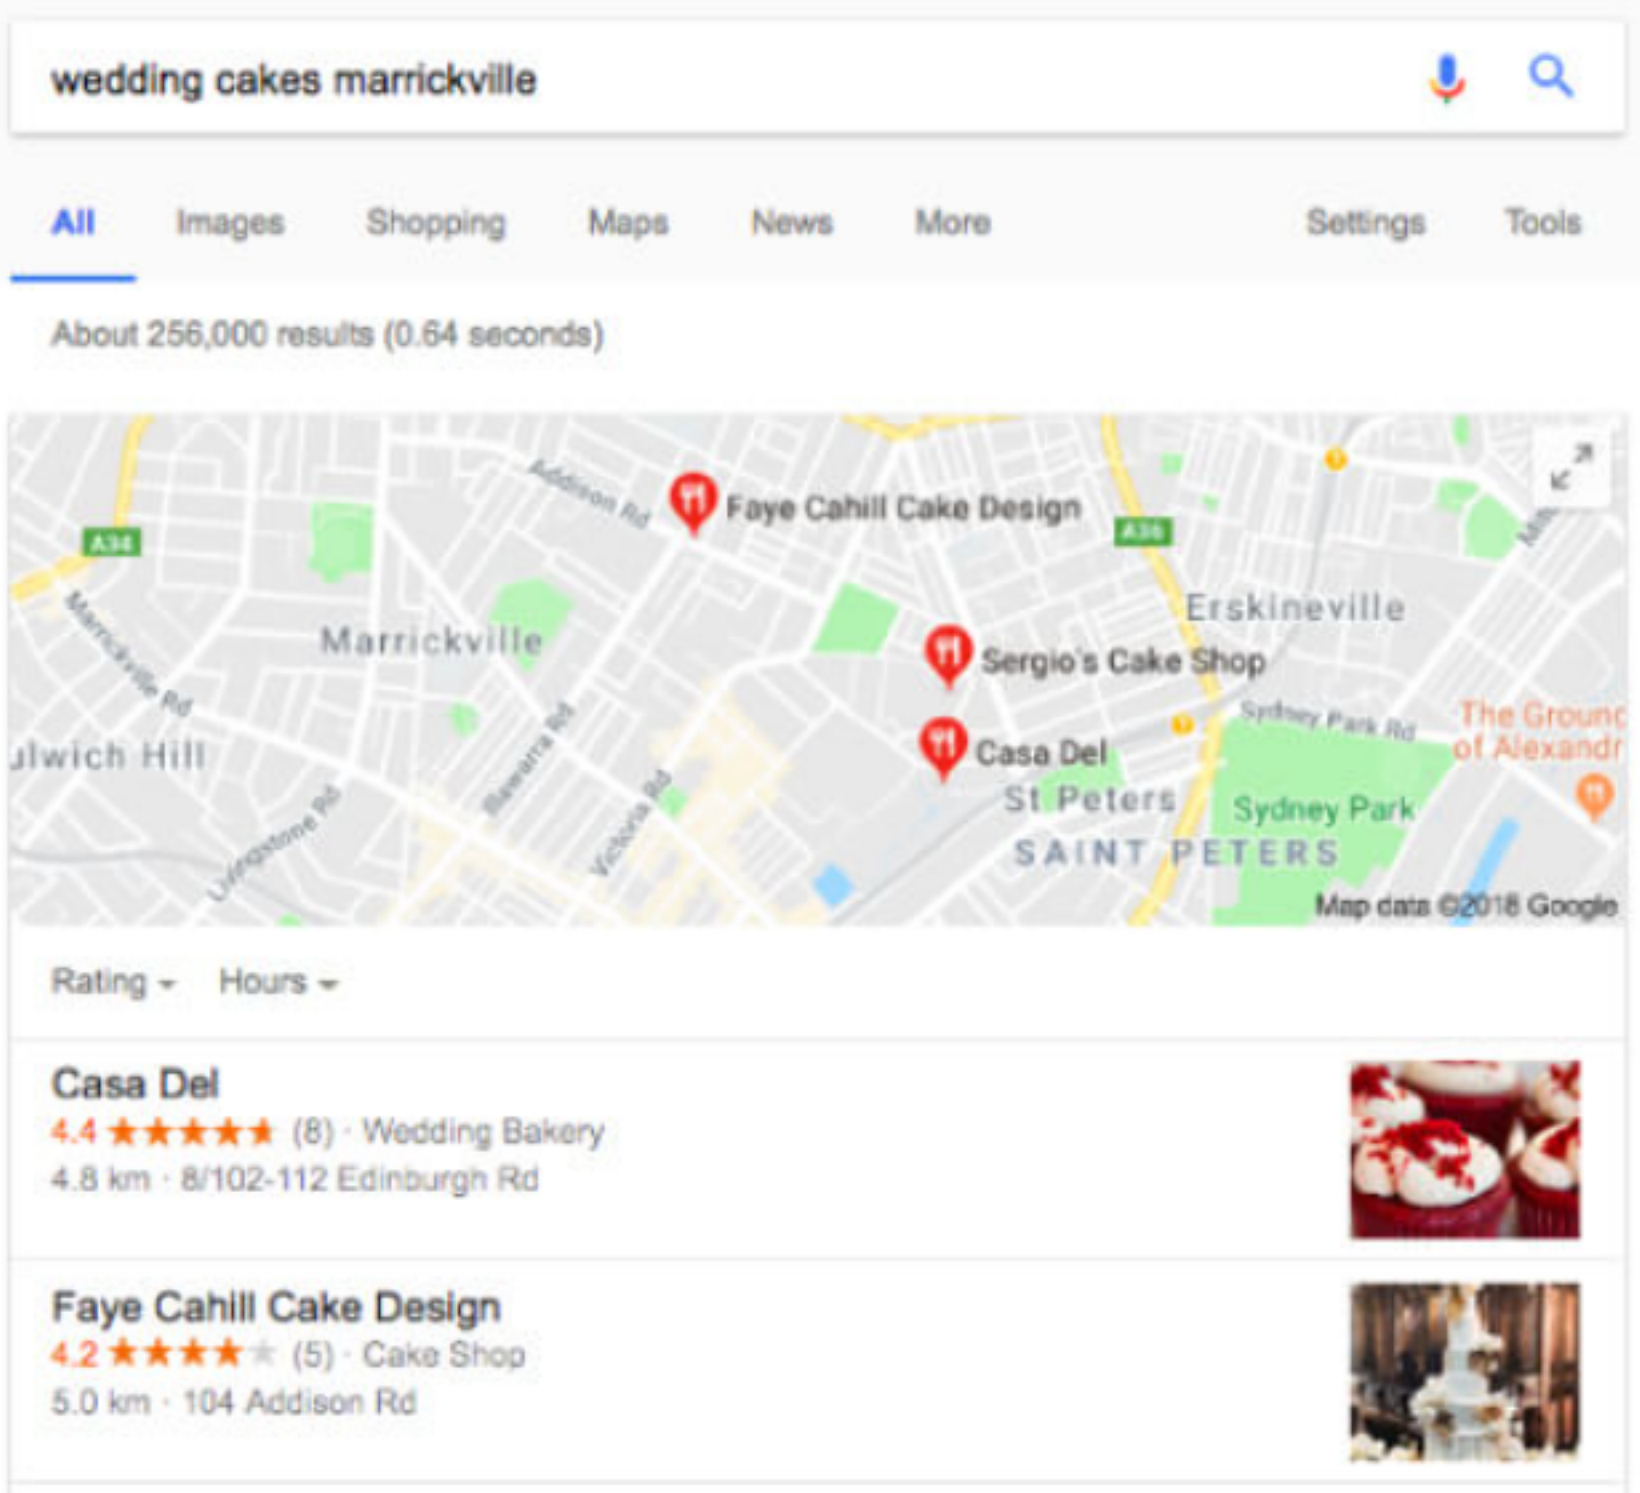 wedding cakes marrickville
All Images Shopping Maps News More Settings Tools
About 256,000 results (0.64 seconds)
Addison Rd
Faye Cahill Cake Design
A34
A36
Marrickville Rd
Marrickville
Erskineville
Sergio's Cake Shop
Sydney Park Rd
The Ground
of Alexandr
ulwich Hill
Illawarra Rd
Casa Del
St Peters
Livingstone Rd
Victoria Rd
Sydney Park
SAINT PETERS
Map data ©2018 Google
Rating Hours
Casa Del
4.4 (8) · Wedding Bakery
4.8 km · 8/102-112 Edinburgh Rd
Faye Cahill Cake Design
4.2 (5) · Cake Shop
5.0 km · 104 Addison Rd